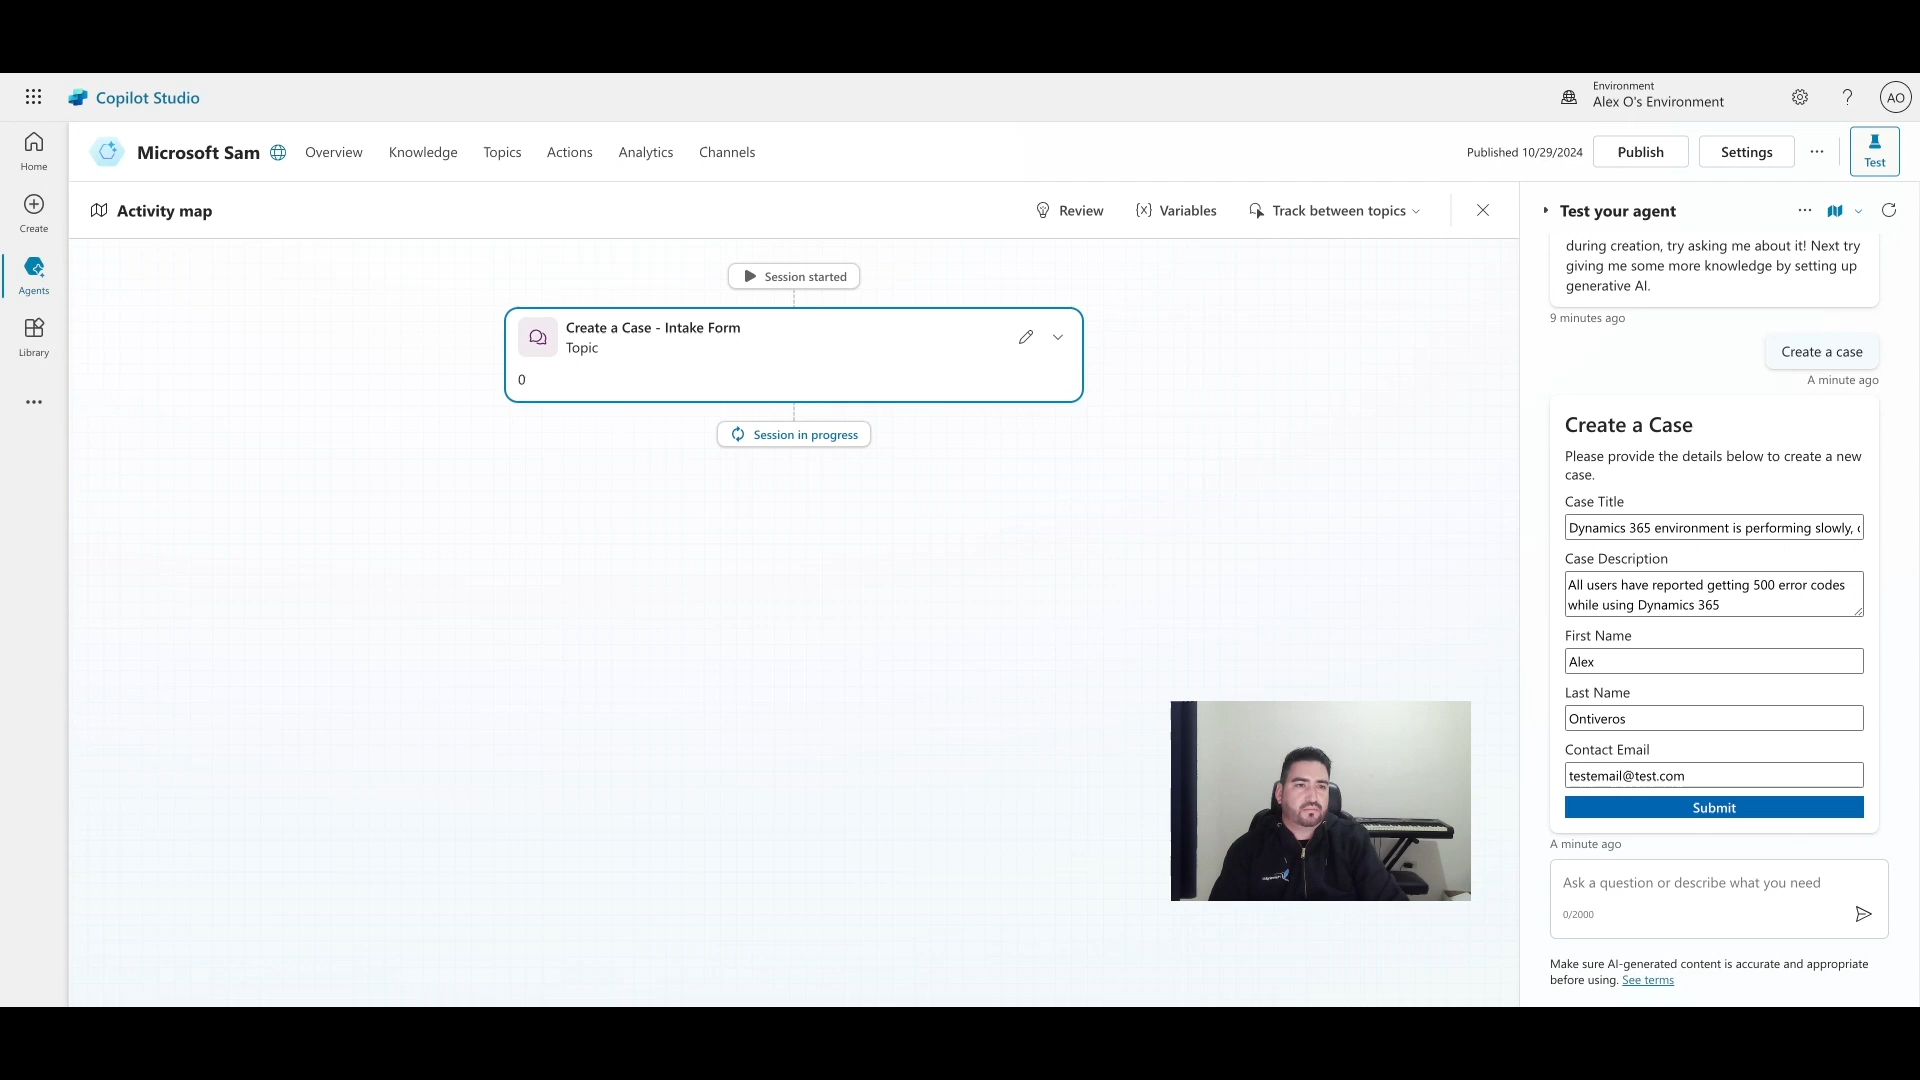 Copilot Studio
Environment
Alex O's Environment
?
AO
Home
Create
Agents
Library
Microsoft Sam
Overview
Knowledge
Topics
Actions
Analytics
Channels
Published 10/29/2024
Publish
Settings
Test
Activity map
Review
{x} Variables
Track between topics
Session started
Create a Case - Intake Form
Topic
0
Session in progress
Test your agent
during creation, try asking me about it! Next try
giving me some more knowledge by setting up
generative AI.
9 minutes ago
Create a case
A minute ago
Create a Case
Please provide the details below to create a new
case.
Case Title
Dynamics 365 environment is performing slowly,
Case Description
All users have reported getting 500 error codes
while using Dynamics 365
First Name
Alex
Last Name
Ontiveros
Contact Email
testemail@test.com
Submit
A minute ago
Ask a question or describe what you need
0/2000
Make sure AI-generated content is accurate and appropriate
before using. See terms